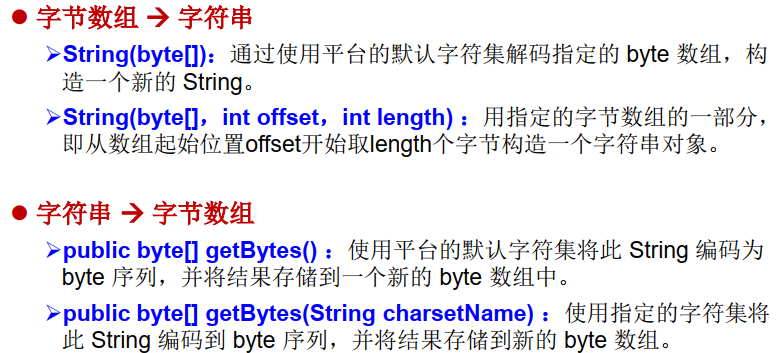 ● 字节数组 → 字符串
➢String(byte[])：通过使用平台的默认字符集解码指定的 byte 数组，构
造一个新的 String。
➢String(byte[]，int offset，int length) ：用指定的字节数组的一部分，
即从数组起始位置offset开始取length个字节构造一个字符串对象。
● 字符串 → 字节数组
➢public byte[] getBytes() ：使用平台的默认字符集将此 String 编码为
byte 序列，并将结果存储到一个新的 byte 数组中。
➢public byte[] getBytes(String charsetName) ：使用指定的字符集将
此 String 编码到 byte 序列，并将结果存储到新的 byte 数组。